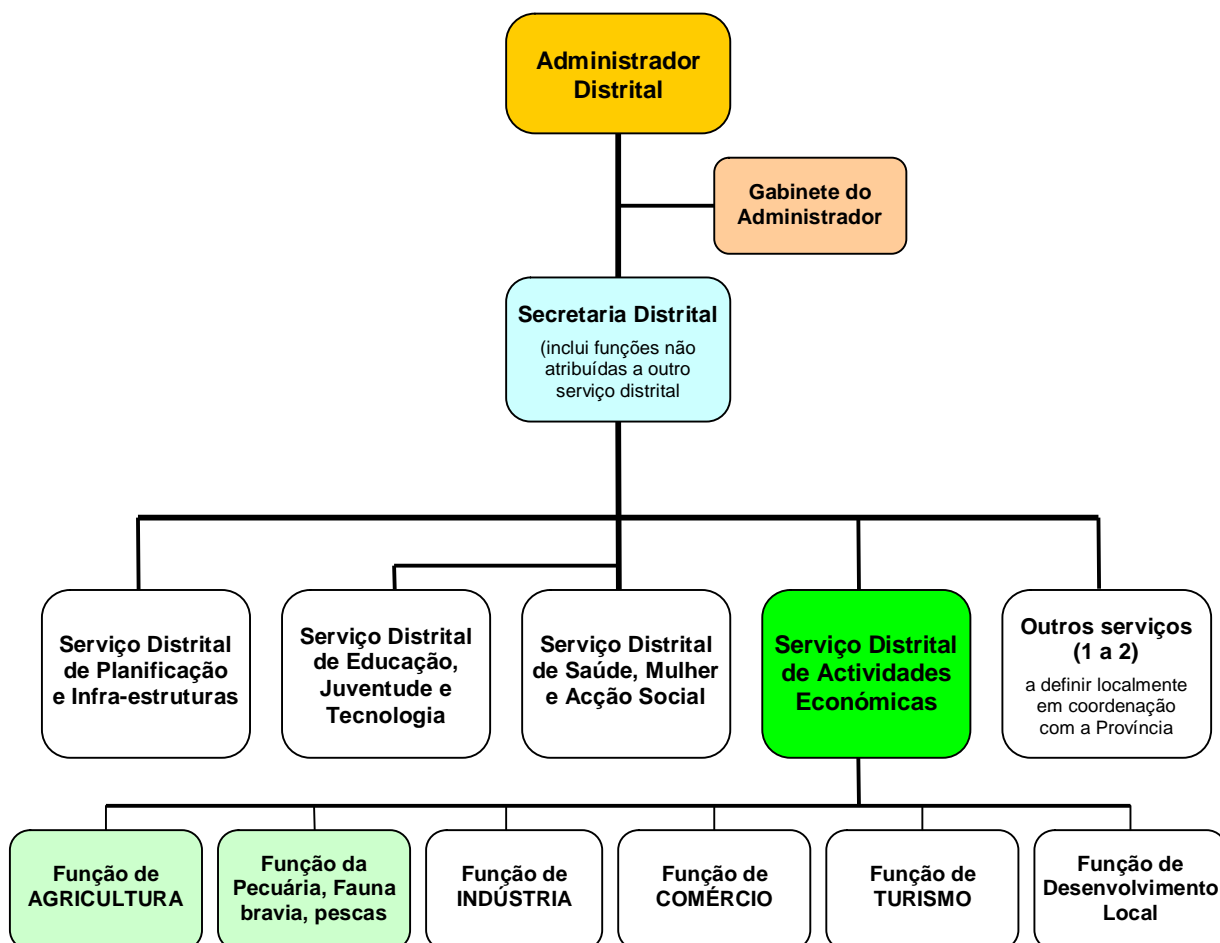 Administrador
Distrital
Gabinete do
Administrador
Secretaria Distrital
(inclui funções não
atribuídas a outro
serviço distrital
Serviço Distrital
de Planificação
e Infra-estruturas
Serviço Distrital
de Educação,
Juventude e
Tecnologia
Serviço Distrital
de Saúde, Mulher
e Acção Social
Serviço Distrital
de Actividades
Económicas
Outros serviços
(1 a 2)
a definir localmente
em coordenação
com a Província
Função de
AGRICULTURA
Função da
Pecuária, Fauna
bravia, pescas
Função de
INDÚSTRIA
Função de
COMÉRCIO
Função de
TURISMO
Função de
Desenvolvimento
Local